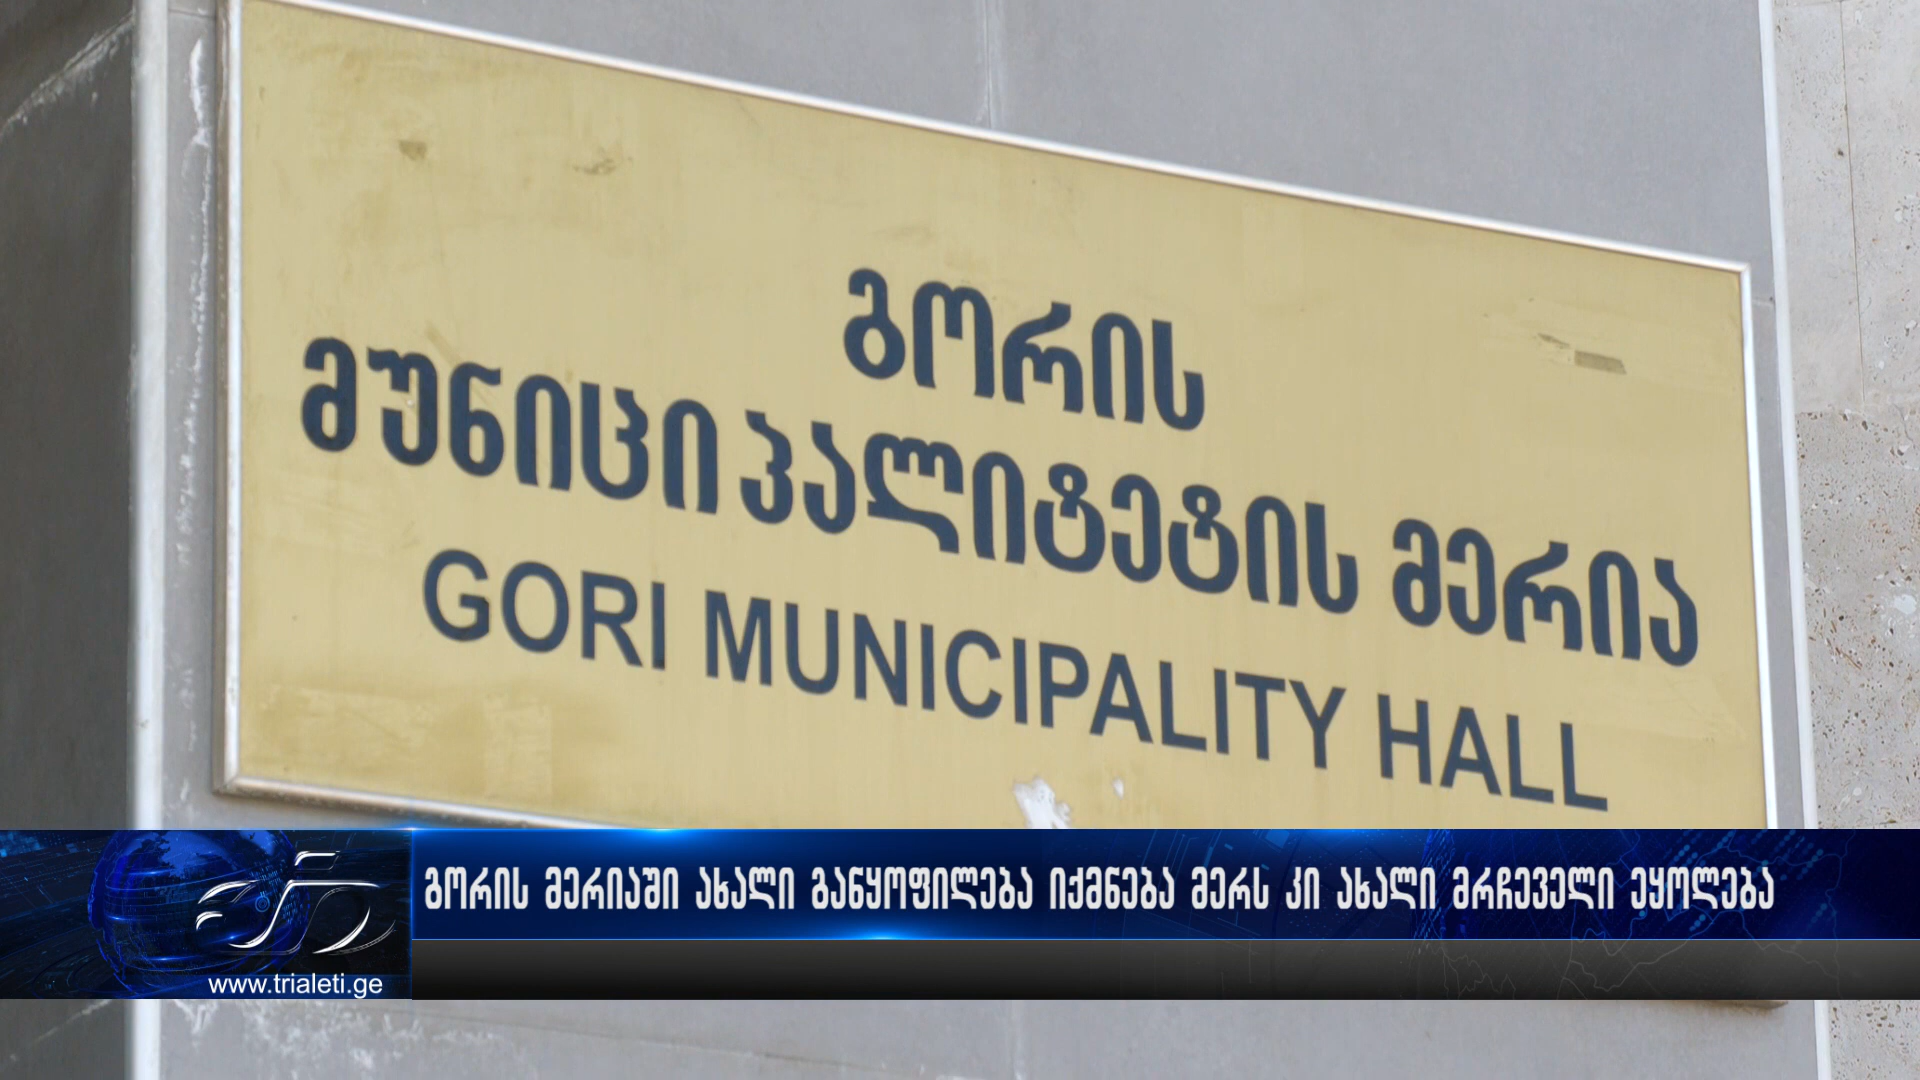 გორის
მუნიციპალიტეტის მერია
GORI MUNICIPALITY HALL
გორის მერიაში ახალი განყოფილება იქმნება მერს კი ახალი მრჩეველი ეყოლება
www.trialeti.ge